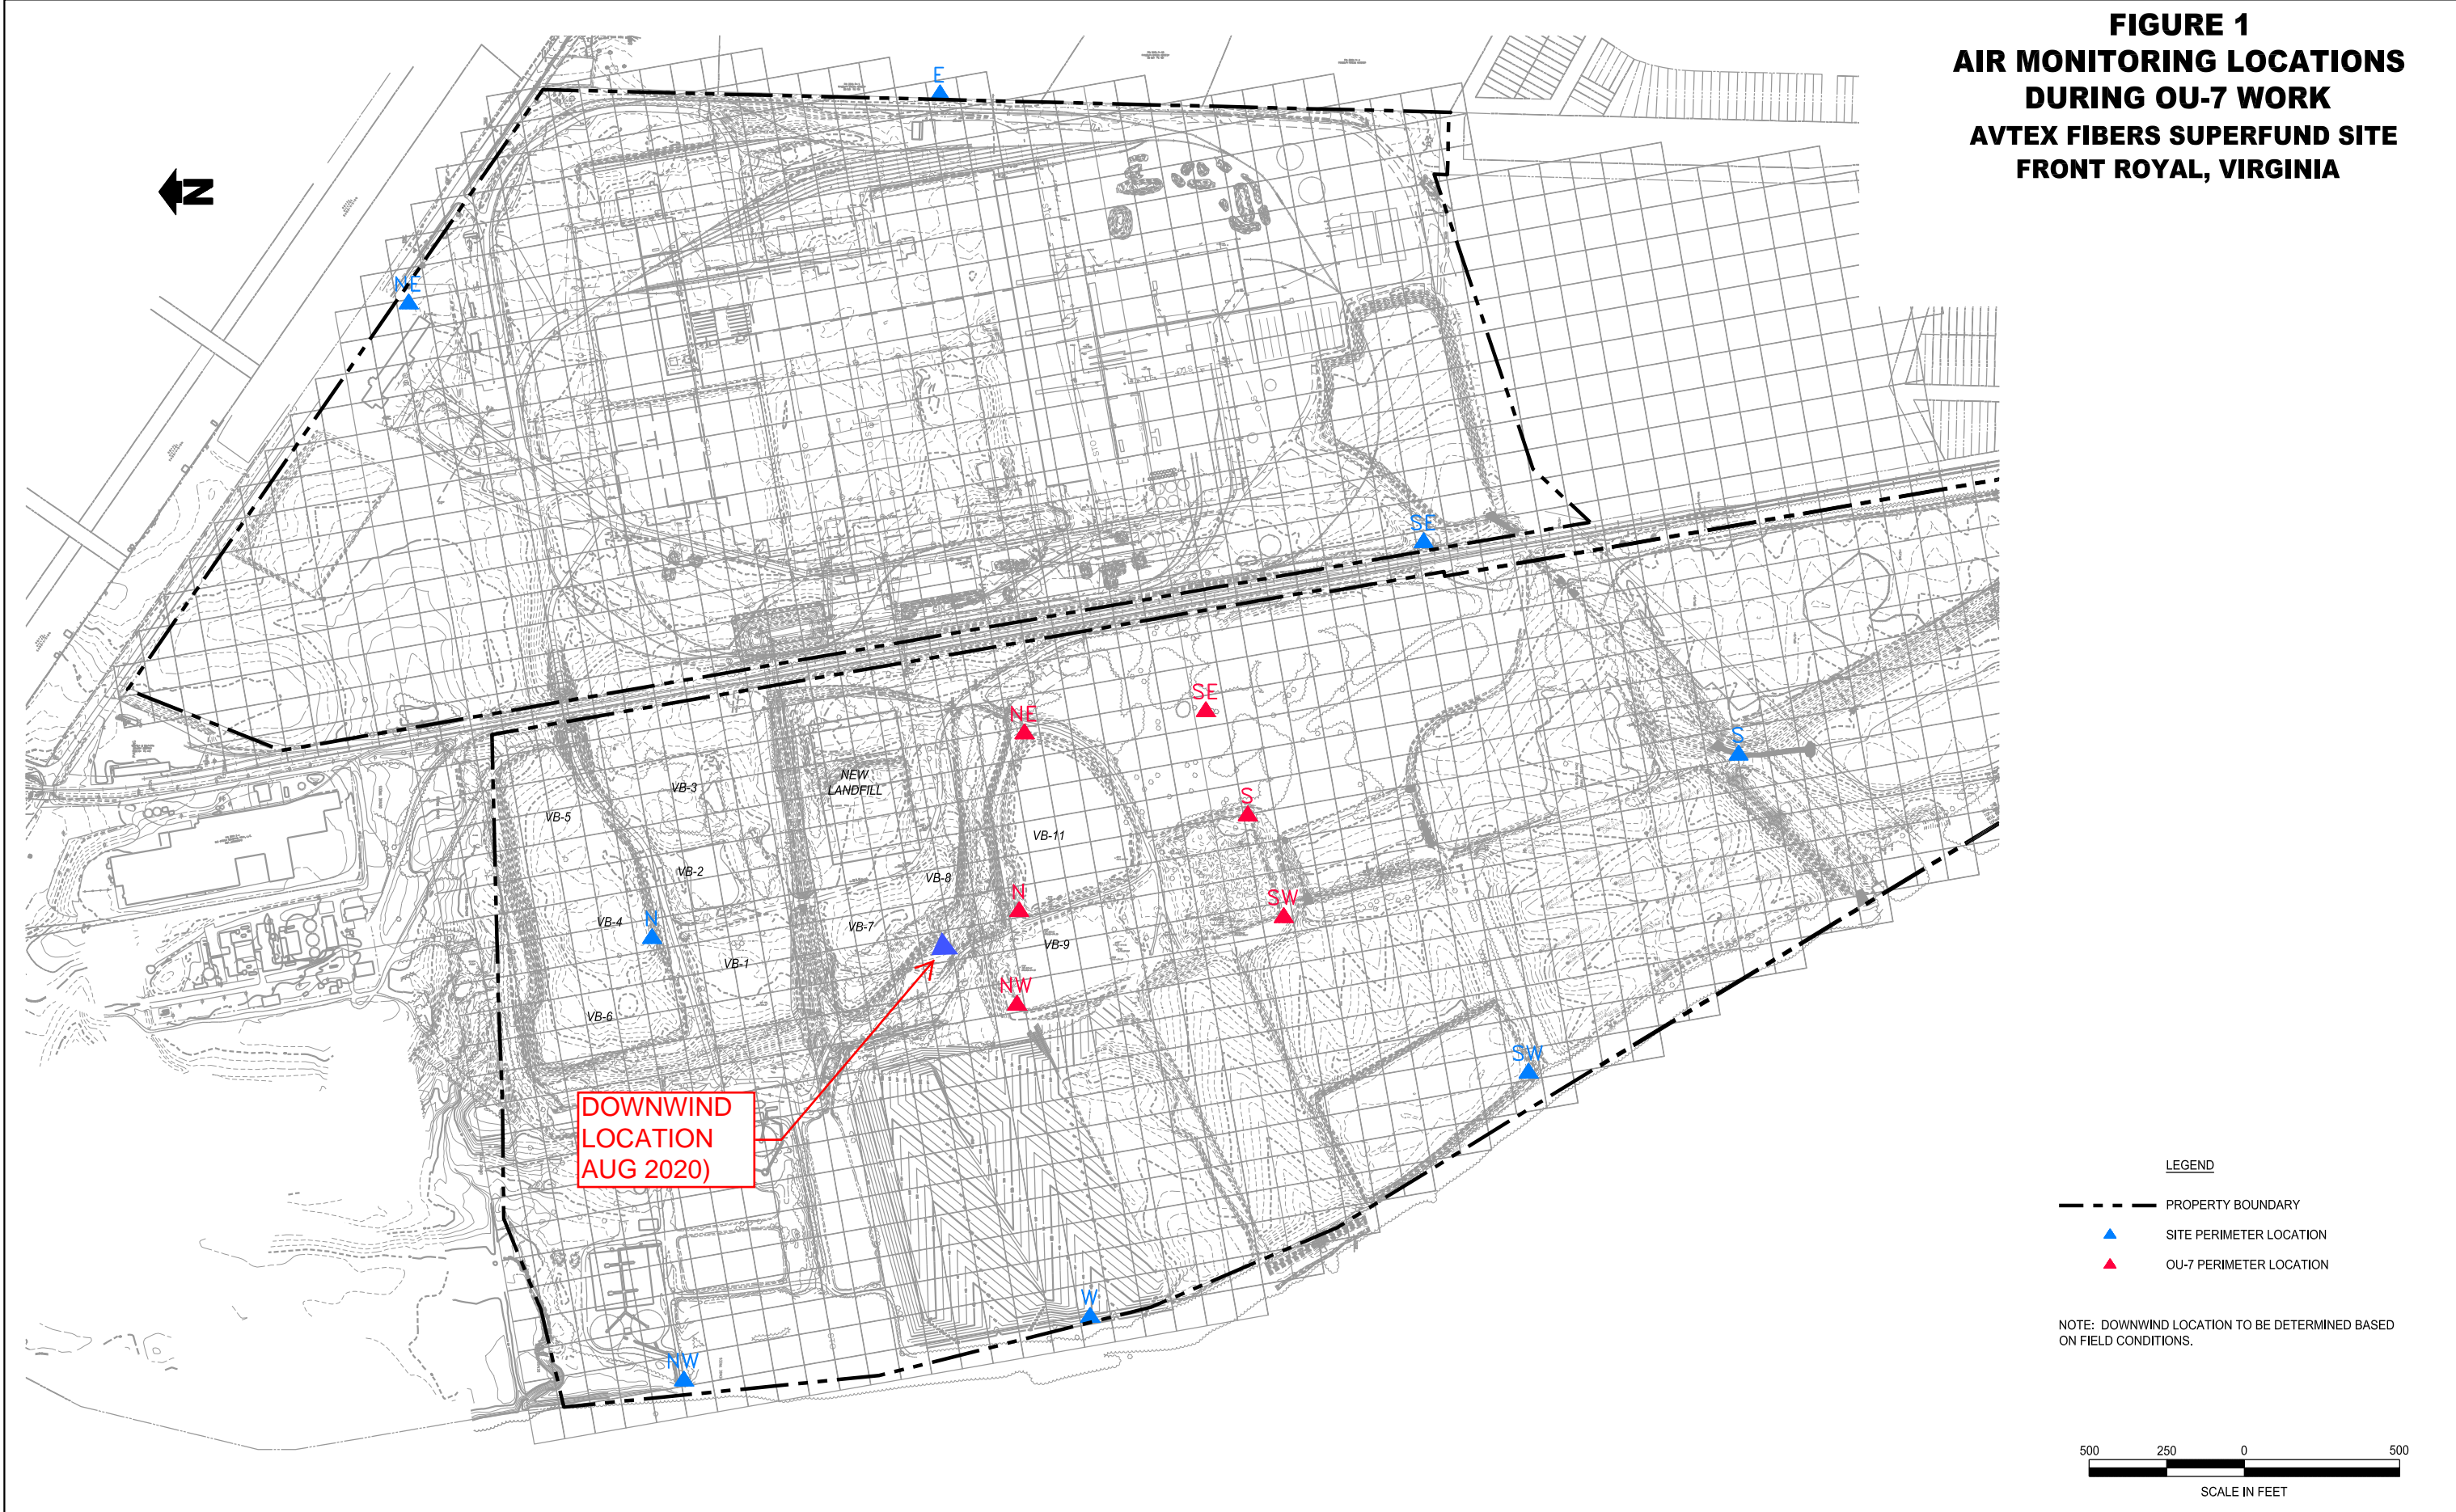 FIGURE 1
AIR MONITORING LOCATIONS
DURING OU-7 WORK
AVTEX FIBERS SUPERFUND SITE
FRONT ROYAL, VIRGINIA
E
N
NE
SE
SE
NE
S
NEW
LANDFILL
VB-3
VB-5
S
VB-11
VB-2
VB-8
N
SW
N
VB-4
VB-7
VB-9
VB-1
NW
VB-6
SW
DOWNWIND
LOCATION
AUG 2020)
W
NW
LEGEND
PROPERTY BOUNDARY
SITE PERIMETER LOCATION
OU-7 PERIMETER LOCATION
NOTE: DOWNWIND LOCATION TO BE DETERMINED BASED
ON FIELD CONDITIONS.
500 250 0 500
SCALE IN FEET